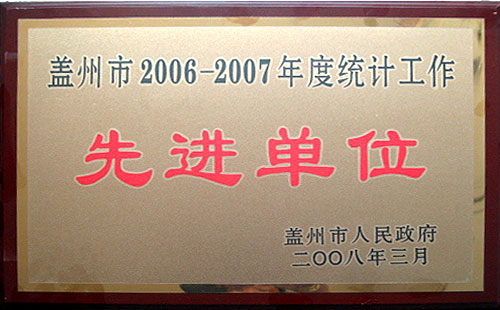 盖州市2006-2007年度统计工作
先进单位
盖州市人民政府
二〇〇八年三月